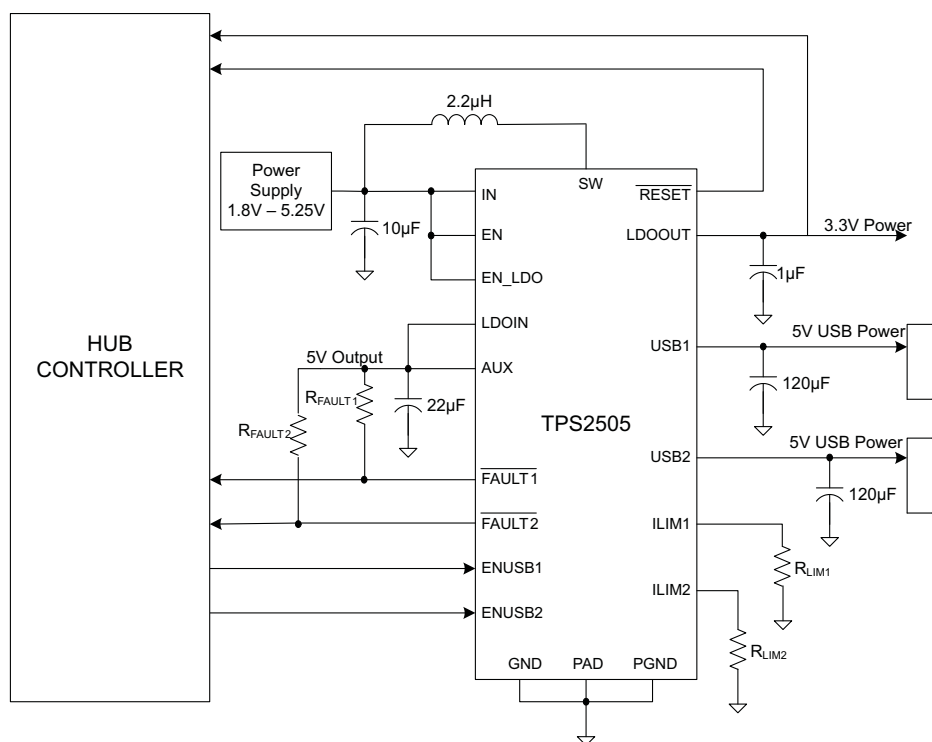 2.2µH
Power
Supply
1.8V – 5.25V
10µF
HUB
CONTROLLER
5V Output
RFAULT1
RFAULT2
22µF
IN
EN
EN_LDO
LDOIN
AUX
FAULT1
FAULT2
ENUSB1
ENUSB2
SW
TPS2505
GND
PAD
PGND
RESET
LDOOUT
USB1
USB2
ILIM1
ILIM2
3.3V Power
1µF
5V USB Power
120µF
5V USB Power
120µF
RLIM1
RLIM2